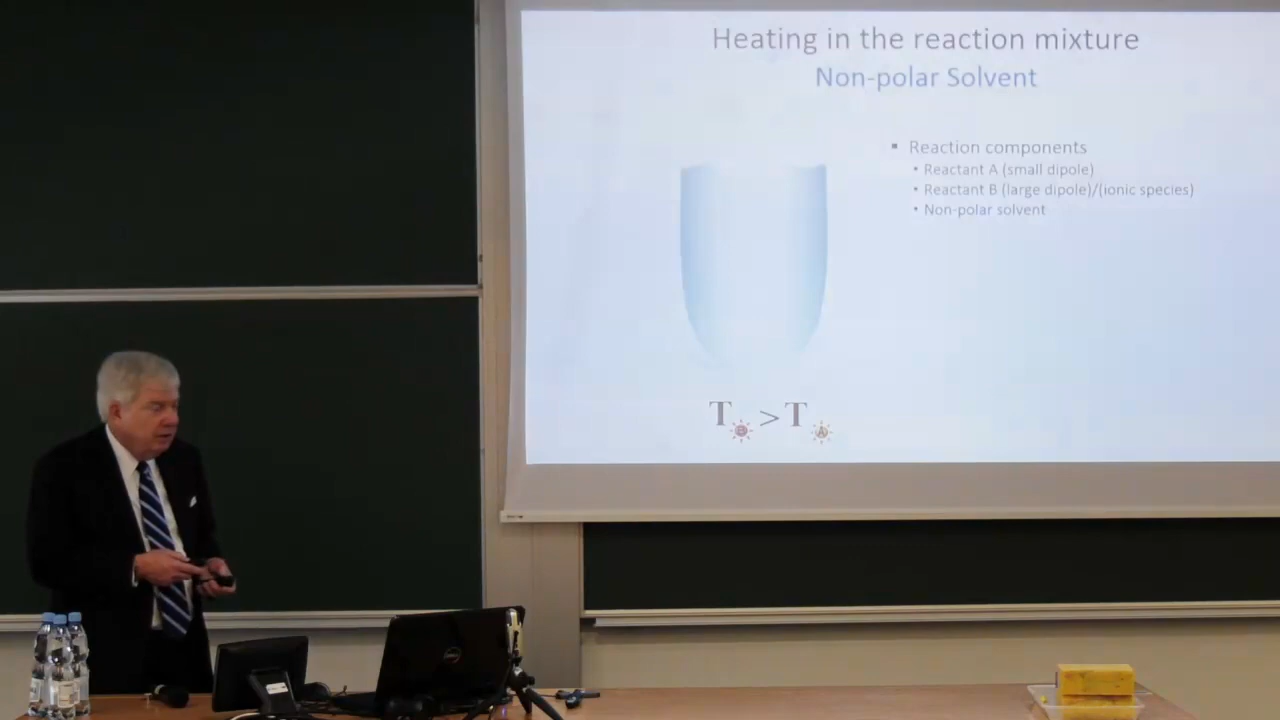 Heating in the reaction mixture
Non-polar Solvent
▪ Reaction components
• Reactant A (small dipole)
• Reactant B (large dipole)/(ionic species)
• Non-polar solvent
T > T A